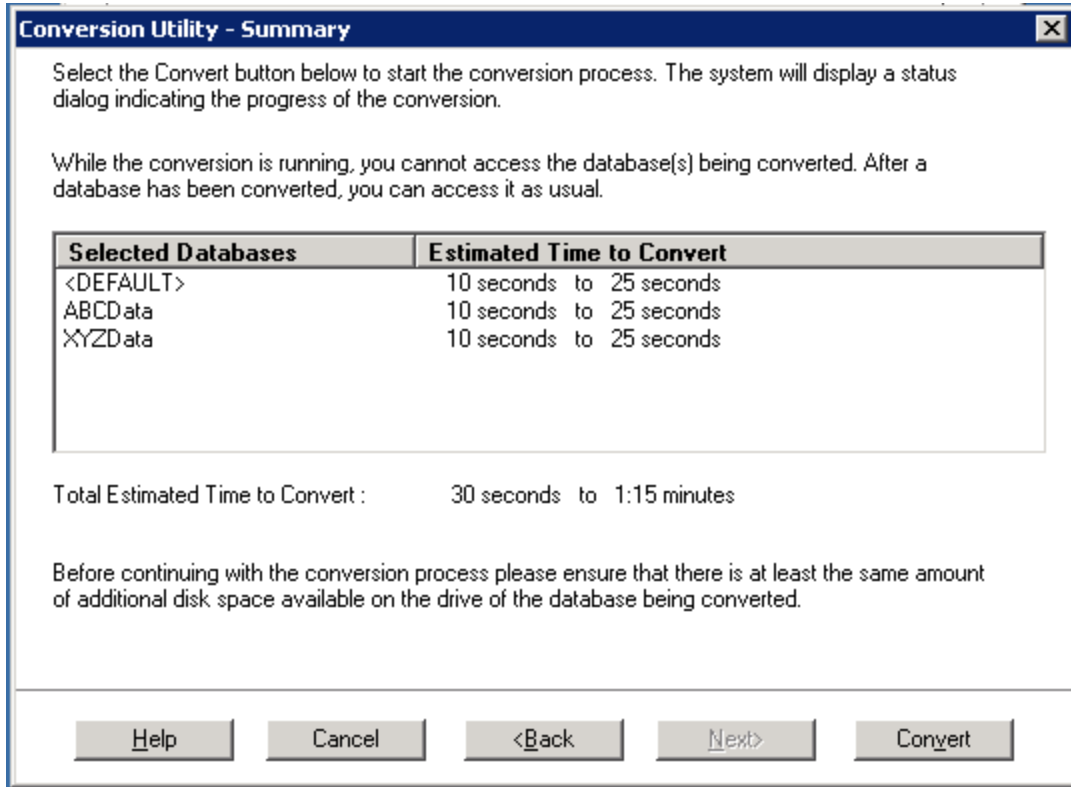 Conversion Utility - Summary
Select the Convert button below to start the conversion process. The system will display a status
dialog indicating the progress of the conversion.
While the conversion is running, you cannot access the database(s) being converted. After a
database has been converted, you can access it as usual.
Selected Databases Estimated Time to Convert
<DEFAULT> 10 seconds to 25 seconds
ABCData 10 seconds to 25 seconds
XYZData 10 seconds to 25 seconds
Total Estimated Time to Convert : 30 seconds to 1:15 minutes
Before continuing with the conversion process please ensure that there is at least the same amount
of additional disk space available on the drive of the database being converted.
Help Cancel <Back Next> Convert